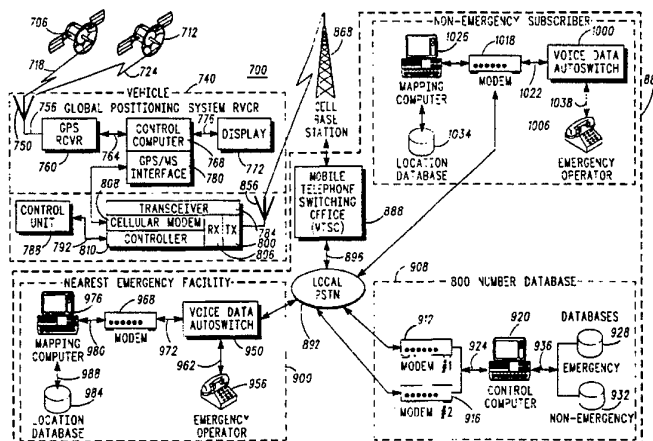 706
712
718
724
700
868
CELL
BASE
STATION
VEHICLE
740
GLOBAL POSITIONING SYSTEM RVCR
750
756
GPS
RCVR
760
764
CONTROL
COMPUTER
768
776
DISPLAY
772
GPS/MS
INTERFACE
780
808
856
TRANSCEIVER
784
CELLULAR MODEM
CONTROLLER
RX
TX
800
CONTROL
UNIT
788
792
810
MOBILE
TELEPHONE
SWITCHING
OFFICE
(MTSC)
888
896
LOCAL
PSTN
892
NON-EMERGENCY SUBSCRIBER
1026
MAPPING
COMPUTER
1018
MODEM
1022
1000
VOICE DATA
AUTOSWITCH
1038
1006
EMERGENCY
OPERATOR
1034
LOCATION
DATABASE
NEAREST EMERGENCY FACILITY
976
MAPPING
COMPUTER
980
968
MODEM
972
VOICE DATA
AUTOSWITCH
950
962
956
EMERGENCY
OPERATOR
900
988
984
LOCATION
DATABASE
908
800 NUMBER DATABASE
912
MODEM #1
916
MODEM
#2
920
924
CONTROL
COMPUTER
936
DATABASES
928
EMERGENCY
932
NON-EMERGENCY